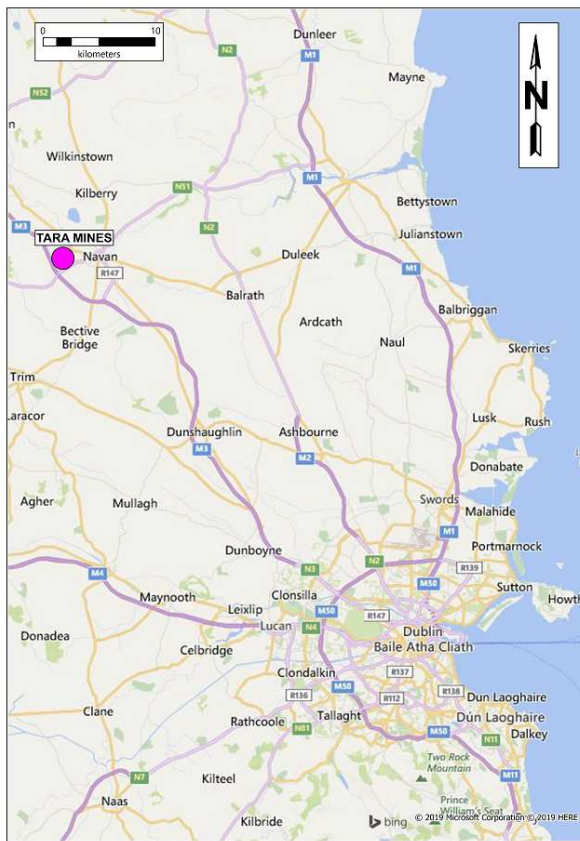 0 10
kilometers
N
Dunleer
N2
M1
Mayne
N52
Wilkinstown
Kilberry
N51
M1
Bettystown
M3
N2
Julianstown
TARA MINES
Navan
Duleek
M1
R147
Balrath
Balbriggan
Ardcath
Bective
Bridge
Naul
Skerries
Trim
Laracor
Lusk
Rush
Dunshaughlin
Ashbourne
M3
M2
Donabate
Agher
Mullagh
Swords
Malahide
M1
Portmarnock
Dunboyne
N2
M4
N3
R139
M50
Maynooth
Clonsilla
Sutton
Leixlip
M50
R147
Howth
Lucan
N4
Dublin
Donadea
Baile Atha Cliath
Celbridge
Clondalkin
R137
M50
R136
R112
R138
Dun Laoghaire
Clane
Tallaght
Dún Laoghaire
Rathcoole
N81
M50
N11
Dalkey
Two Rock
Mountain
N7
Kilteel
M11
Naas
Prince
William's Seat
Kilbride
bing
© 2019 Microsoft Corporation © 2019 HERE